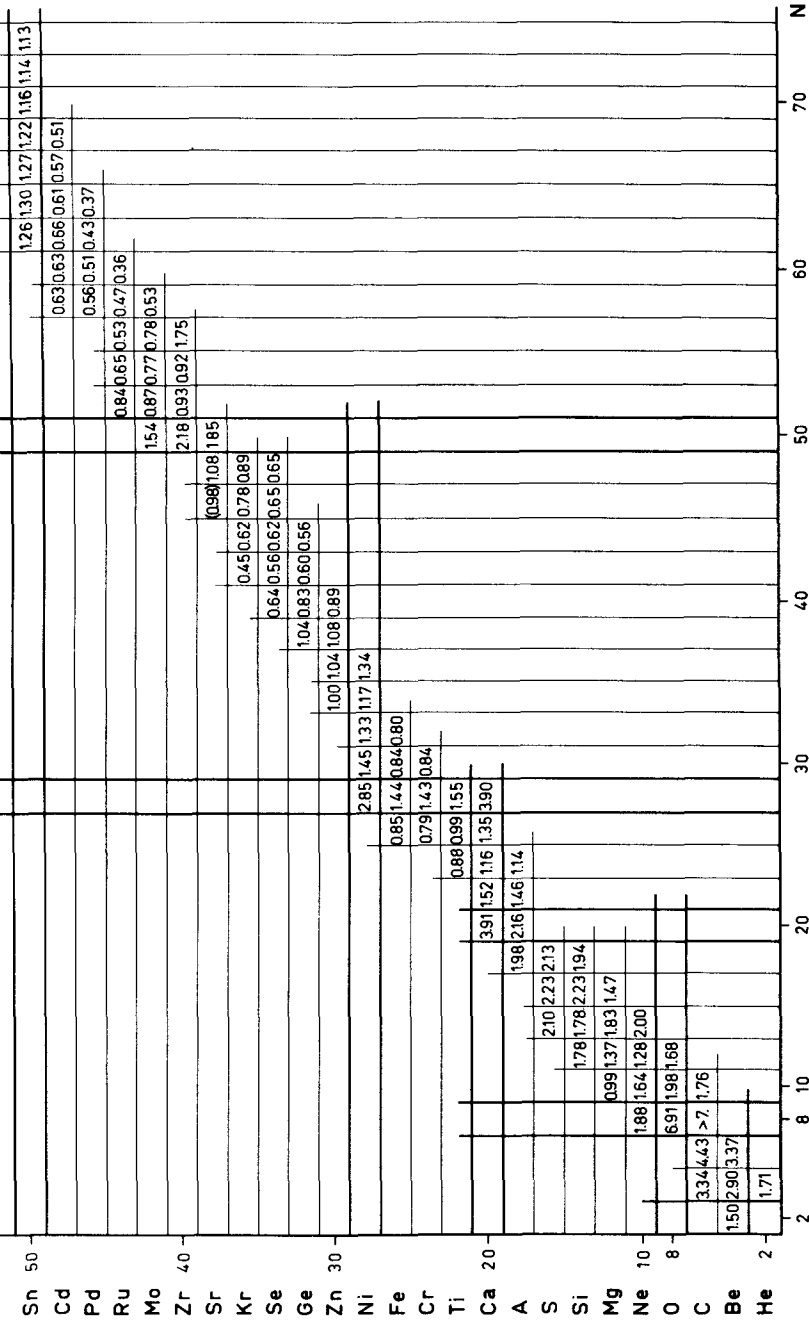 Sn 50 1.26 1.30 1.27 1.22 1.16 1.14 1.13
Cd 0.63 0.63 0.66 0.61 0.57 0.51
Pd 0.56 0.51 0.43 0.37
Ru 0.84 0.65 0.53 0.47 0.36
Mo 1.54 0.87 0.77 0.78 0.53
Zr 40 2.18 0.93 0.92 1.75
Sr (0.98) 1.08 1.85
Kr 0.45 0.62 0.78 0.89
Se 0.64 0.56 0.62 0.65 0.65
Ge 1.04 0.83 0.60 0.56
Zn 30 1.00 1.04 1.08 0.89
Ni 2.85 1.45 1.33 1.17 1.34
Fe 0.85 1.44 0.84 0.80
Cr 0.79 1.43 0.84
Ti 0.88 0.99 1.55
Ca 20 3.91 1.52 1.16 1.35 3.90
A 1.98 2.16 1.46 1.14
S 2.10 2.23 2.13
Si 1.78 1.78 2.23 1.94
Mg 0.99 1.37 1.83 1.47
Ne 10 1.88 1.64 1.28 2.00
O 8 6.91 1.98 1.68
C 3.34 4.43 >7. 1.76
Be 1.50 2.90 3.37
He 2 1.71
2 8 10 20 30 40 50 60 70 N